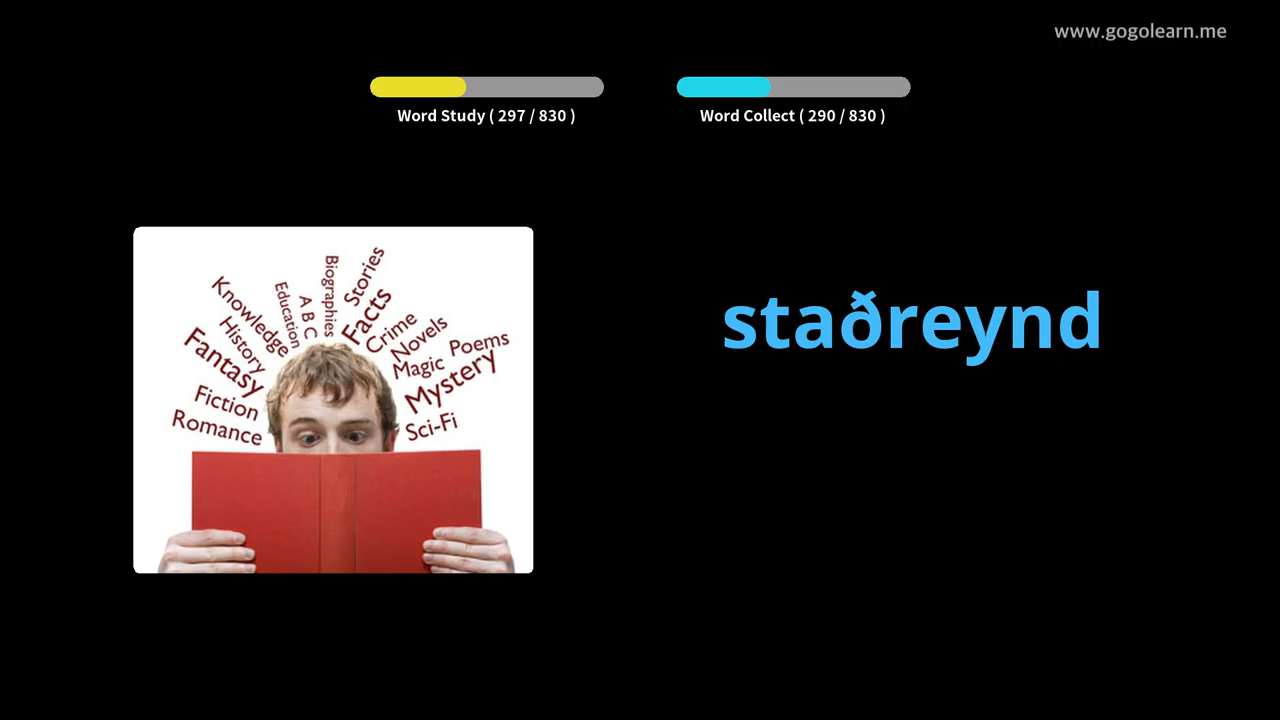 www.gogolearn.me
Word Study ( 297 / 830 )
Word Collect ( 290 / 830 )
Knowledge
Education
A B C
Biographies
Stories
Facts
Crime
Novels
Poems
History
Fantasy
Magic
Mystery
Fiction
Romance
Sci-Fi
staðreynd